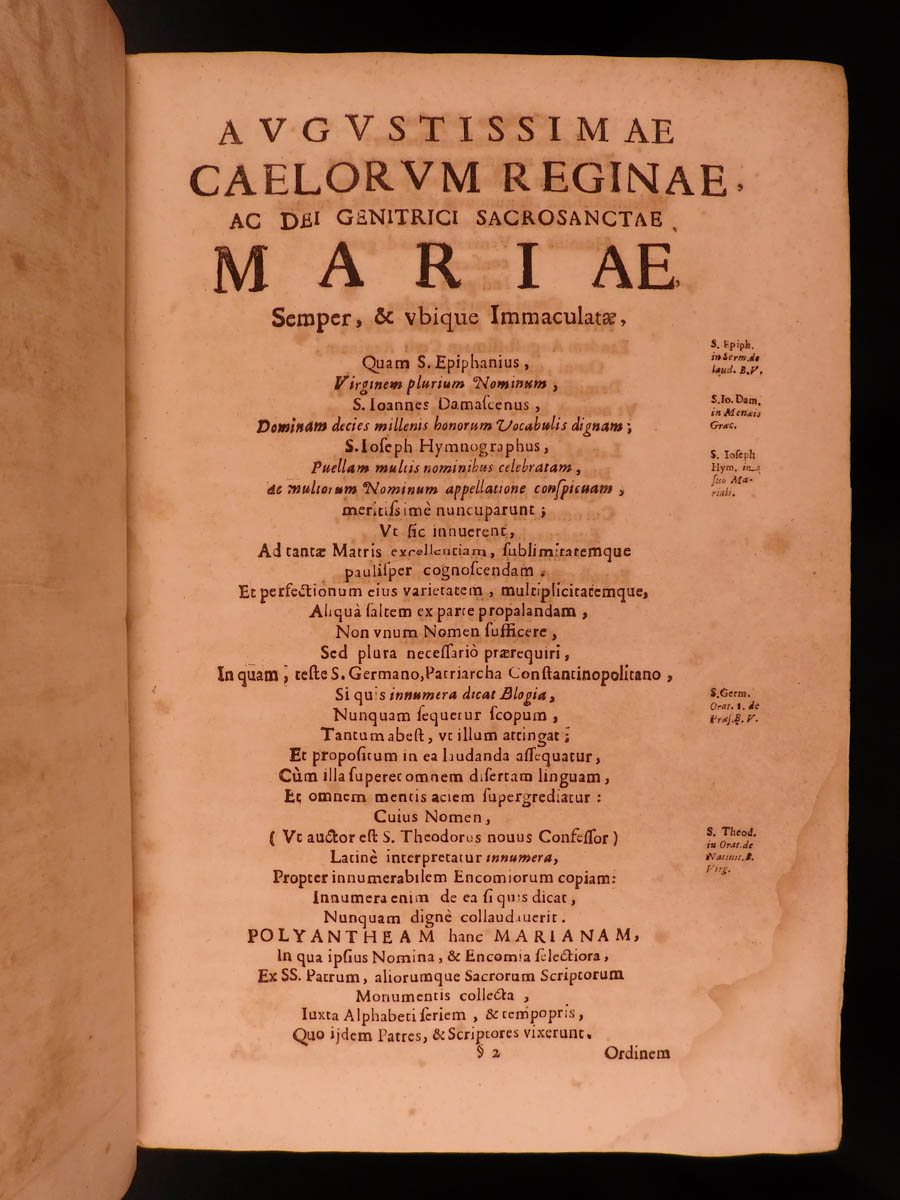 AVGVSTISSIMAE
CAELORVM REGINAE,
AC DEI GENITRICI SACROSANCTAE
MARIAE,
Semper, & vbique Immaculatæ,
Quam S. Epiphanius,
Virginem plurium Nominum,
S. Ioannes Damaſcenus,
Dominam decies millenis honorum Vocabulis dignam;
S. Ioſeph Hymnographus,
Puellam multis nominibus celebratam,
ac multorum Nominum appellatione conſpicuam,
meritiſsimè nuncuparunt;
Vt ſic innuerent,
Ad tantæ Matris excellentiam, ſublimitatemque
pauliſper cognoſcendam.
Et perfectionum eius varietatem, multiplicitatemque,
Aliquà ſaltem ex parte propalandam,
Non vnum Nomen ſufficere,
Sed plura neceſſariò prærequiri,
In quam, teſte S. Germano, Patriarcha Conſtantinopolitano,
Si quis innumera dicat Elogia,
Nunquam ſequetur ſcopum,
Tantum abeſt, vt illum attingat;
Et propoſitum in ea laudanda aſſequatur,
Cùm illa ſuperet omnem diſertam linguam,
Et omnem mentis aciem ſupergrediatur:
Cuius Nomen,
(Vt auctor eſt S. Theodorus nouus Confeſſor)
Latinè interpretatur innumera,
Propter innumerabilem Encomiorum copiam:
Innumera enim de ea ſi quis dicat,
Nunquam dignè collaudauerit.
POLYANTHEAM hanc MARIANAM,
In qua ipſius Nomina, & Encomia ſelectiora,
Ex SS. Patrum, aliorumque Sacrorum Scriptorum
Monumentis collecta,
Iuxta Alphabeti ſeriem, & tempopris,
Quo ijdem Patres, & Scriptores vixerunt.
§ 2 Ordinem
S. Epiph.
in Serm. de
laud. B. V.
S. Io. Dam.
in Menæis
Græc.
S. Ioſeph
Hym. in
ſuo Ma-
riali.
S. Germ.
Orat. 1. de
Præſ. B. V.
S. Theod.
in Orat. de
Natiuit. B.
Virg.